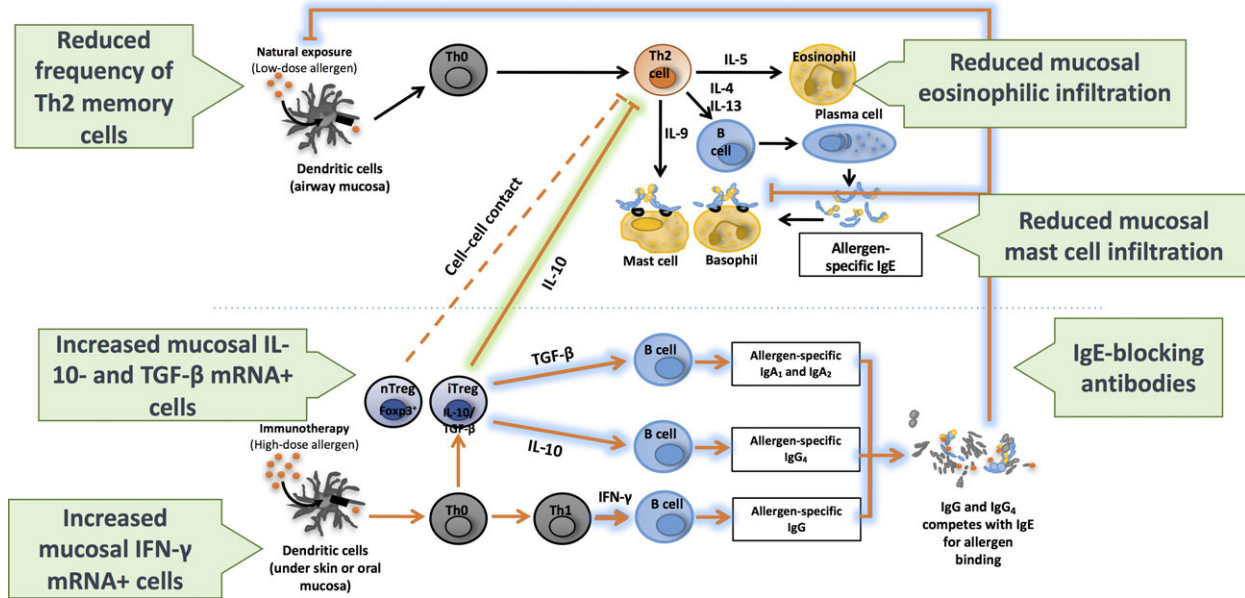 Reduced
frequency of
Th2 memory
cells
Natural exposure
(Low-dose allergen)
Dendritic cells
(airway mucosa)
Th0
Th2
cell
IL-5
IL-4
IL-13
IL-9
Eosinophil
Reduced mucosal
eosinophilic infiltration
B
cell
Plasma cell
Mast cell
Basophil
Allergen-
specific IgE
Reduced mucosal
mast cell infiltration
Cell–cell contact
IL-10
Increased mucosal IL-
10- and TGF-β mRNA+
cells
nTreg
Foxp3+
iTreg
IL-10/
TGF-β
TGF-β
IL-10
B cell
Allergen-specific
IgA₁ and IgA₂
B cell
Allergen-specific
IgG₄
IgE-blocking
antibodies
Immunotherapy
(High-dose allergen)
Increased
mucosal IFN-γ
mRNA+ cells
Dendritic cells
(under skin or oral
mucosa)
Th0
Th1
IFN-γ
B cell
Allergen-specific
IgG
IgG and IgG₄
competes with IgE
for allergen
binding